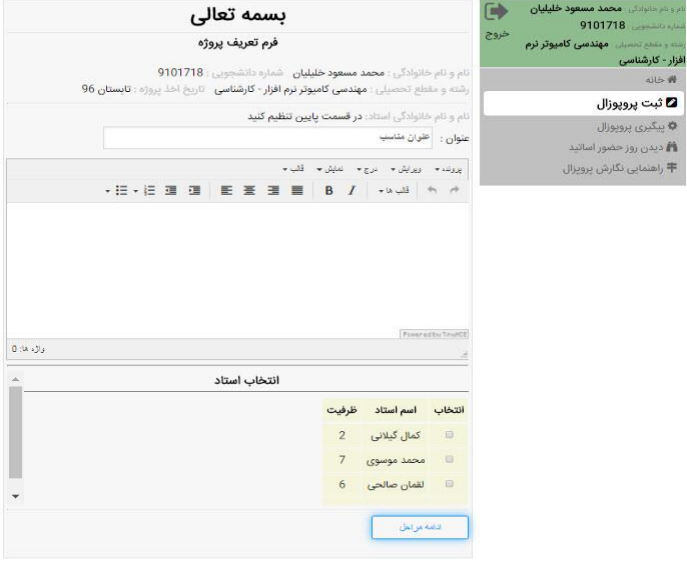 نام و نام خانوادگی : محمد مسعود خلیلیان
شماره دانشجویی : 9101718
رشته و مقطع تحصیلی : مهندسی کامپیوتر نرم
افزار - کارشناسی
خروج
خانه
ثبت پروپوزال
پیگیری پروپوزال
دیدن روز حضور اساتید
راهنمایی نگارش پروپزال
بسمه تعالی
فرم تعریف پروژه
نام و نام خانوادگی : محمد مسعود خلیلیان شماره دانشجویی : 9101718
رشته و مقطع تحصیلی : مهندسی کامپیوتر نرم افزار - کارشناسی تاریخ اخذ پروژه : تابستان 96
نام و نام خانوادگی استاد: در قسمت پایین تنظیم کنید
عنوان : عنوان مناسب
پرونده ویرایش درج نمایش قالب
قالب ها B I
Powered by TinyMCE
واژه ها: 0
انتخاب استاد
انتخاب اسم استاد ظرفیت
کمال گیلانی 2
محمد موسوی 7
لقمان صالحی 6
ادامه مراحل